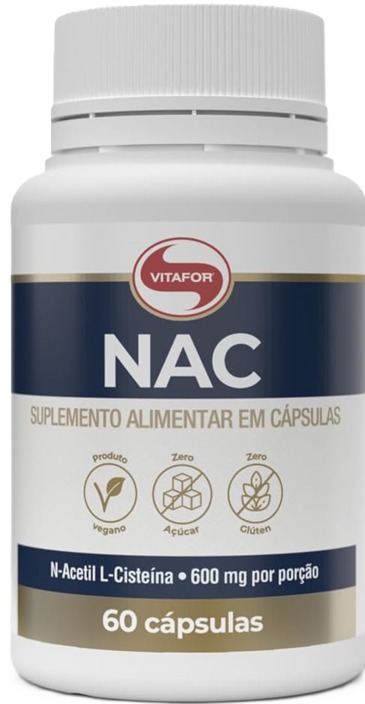 VITAFOR
NAC
SUPLEMENTO ALIMENTAR EM CÁPSULAS
Produto
vegano
Zero
Açúcar
Zero
Glúten
N-Acetil L-Cisteína • 600 mg por porção
60 cápsulas